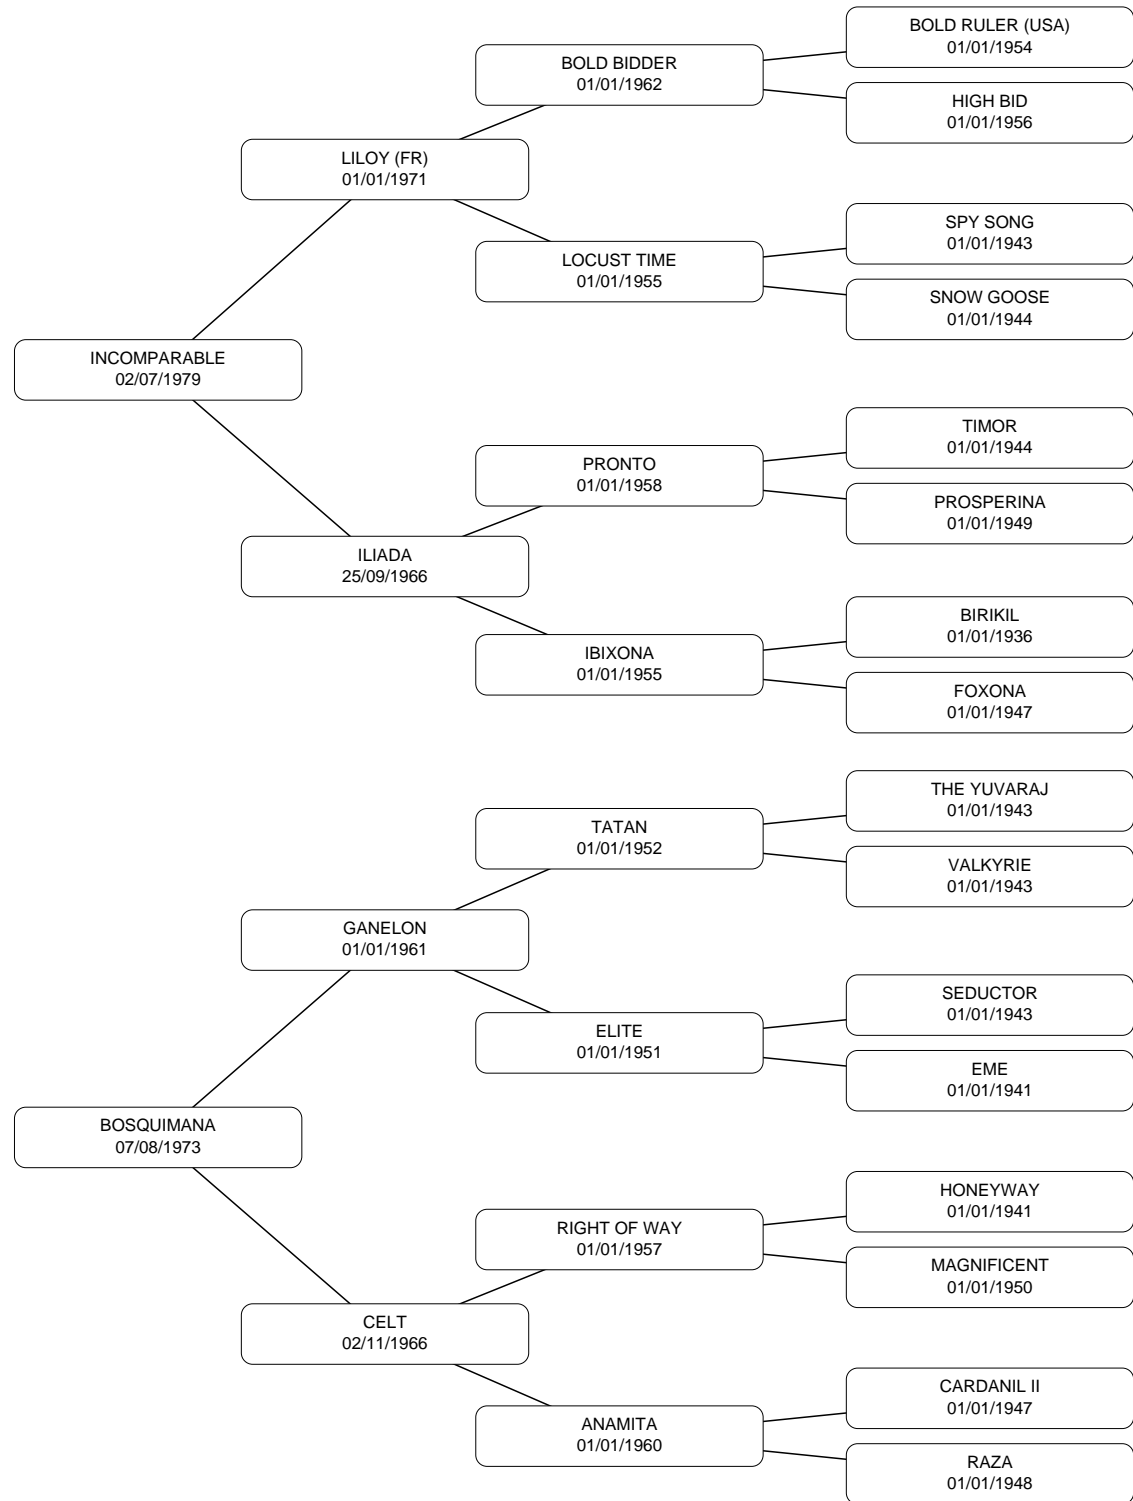 BOLD RULER (USA)
01/01/1954
BOLD BIDDER
01/01/1962
HIGH BID
01/01/1956
LILOY (FR)
01/01/1971
SPY SONG
01/01/1943
LOCUST TIME
01/01/1955
SNOW GOOSE
01/01/1944
INCOMPARABLE
02/07/1979
TIMOR
01/01/1944
PRONTO
01/01/1958
PROSPERINA
01/01/1949
ILIADA
25/09/1966
BIRIKIL
01/01/1936
IBIXONA
01/01/1955
FOXONA
01/01/1947
THE YUVARAJ
01/01/1943
TATAN
01/01/1952
VALKYRIE
01/01/1943
GANELON
01/01/1961
SEDUCTOR
01/01/1943
ELITE
01/01/1951
EME
01/01/1941
BOSQUIMANA
07/08/1973
HONEYWAY
01/01/1941
RIGHT OF WAY
01/01/1957
MAGNIFICENT
01/01/1950
CELT
02/11/1966
CARDANIL II
01/01/1947
ANAMITA
01/01/1960
RAZA
01/01/1948